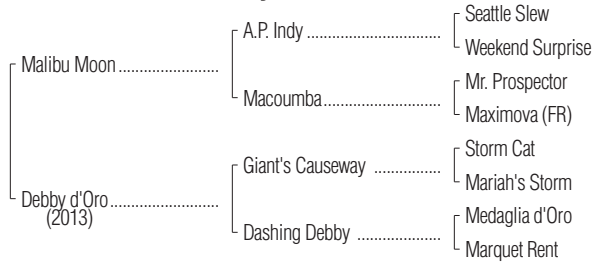 Seattle Slew
A.P. Indy ................................
Weekend Surprise
Malibu Moon ........................
Mr. Prospector
Macoumba............................
Maximova (FR)
Storm Cat
Giant's Causeway .................
Mariah's Storm
Debby d'Oro..........................
(2013)
Medaglia d'Oro
Dashing Debby .....................
Marquet Rent